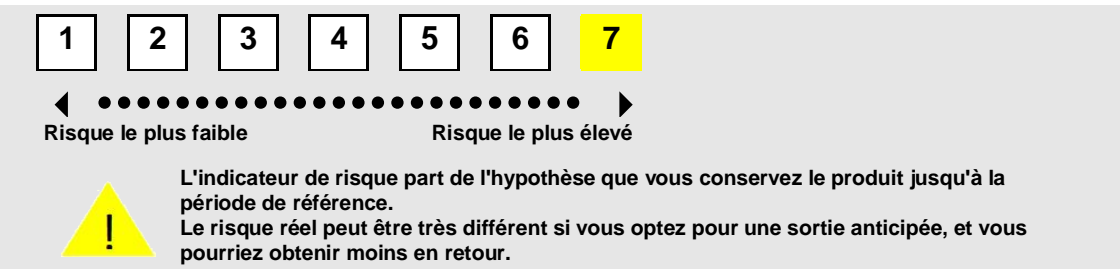 1 2 3 4 5 6 7
Risque le plus faible Risque le plus élevé
L'indicateur de risque part de l'hypothèse que vous conservez le produit jusqu'à la
période de référence.
Le risque réel peut être très différent si vous optez pour une sortie anticipée, et vous
pourriez obtenir moins en retour.
!